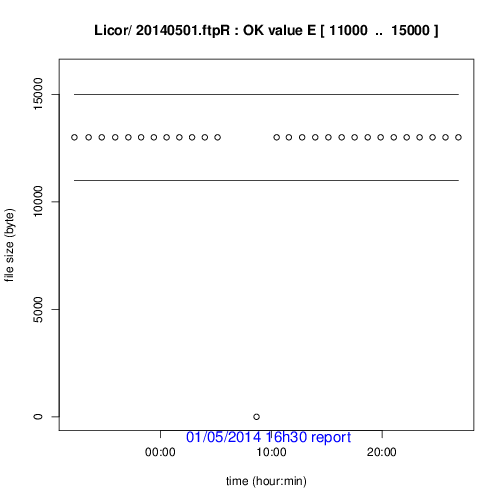 Licor/ 20140501.ftpR : OK value E [ 11000 .. 15000 ]
15000
10000
5000
0
file size (byte)
01/05/2014 16h30 report
00:00 10:00 20:00
time (hour:min)